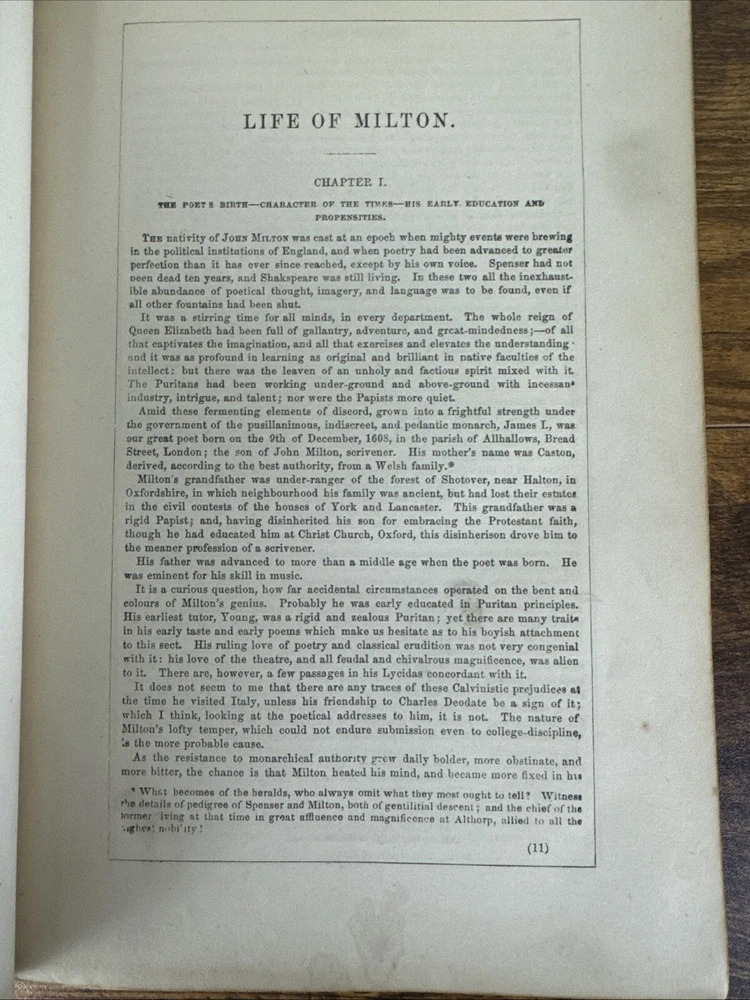 LIFE OF MILTON.
CHAPTER I.
THE POET S BIRTH—CHARACTER OF THE TIMES—HIS EARLY EDUCATION AND
PROPENSITIES.
THE nativity of JOHN MILTON was cast at an epoch when mighty events were brewing
in the political institutions of England, and when poetry had been advanced to greater
perfection than it has ever since reached, except by his own voice. Spenser had not
been dead ten years, and Shakspeare was still living. In these two all the inexhaust-
ible abundance of poetical thought, imagery, and language was to be found, even if
all other fountains had been shut.
It was a stirring time for all minds, in every department. The whole reign of
Queen Elizabeth had been full of gallantry, adventure, and great-mindedness;—of all
that captivates the imagination, and all that exercises and elevates the understanding
and it was as profound in learning as original and brilliant in native faculties of the
intellect: but there was the leaven of an unholy and factious spirit mixed with it.
The Puritans had been working under-ground and above-ground with incessan
industry, intrigue, and talent; nor were the Papists more quiet.
Amid these fermenting elements of discord, grown into a frightful strength under
the government of the pusillanimous, indiscreet, and pedantic monarch, James I., was
our great poet born on the 9th of December, 1608, in the parish of Allhallows, Bread
Street, London; the son of John Milton, scrivener. His mother's name was Caston,
derived, according to the best authority, from a Welsh family.*
Milton's grandfather was under-ranger of the forest of Shotover, near Halton, in
Oxfordshire, in which neighbourhood his family was ancient, but had lost their estates
in the civil contests of the houses of York and Lancaster. This grandfather was a
rigid Papist; and, having disinherited his son for embracing the Protestant faith,
though he had educated him at Christ Church, Oxford, this disinherison drove him to
the meaner profession of a scrivener.
His father was advanced to more than a middle age when the poet was born. He
was eminent for his skill in music.
It is a curious question, how far accidental circumstances operated on the bent and
colours of Milton's genius. Probably he was early educated in Puritan principles.
His earliest tutor, Young, was a rigid and zealous Puritan; yet there are many traits
in his early taste and early poems which make us hesitate as to his boyish attachment
to this sect. His ruling love of poetry and classical erudition was not very congenial
with it: his love of the theatre, and all feudal and chivalrous magnificence, was alien
to it. There are, however, a few passages in his Lycidas concordant with it.
It does not seem to me that there are any traces of these Calvinistic prejudices at
the time he visited Italy, unless his friendship to Charles Deodate be a sign of it;
which I think, looking at the poetical addresses to him, it is not. The nature of
Milton's lofty temper, which could not endure submission even to college-discipline,
is the more probable cause.
As the resistance to monarchical authority grew daily bolder, more obstinate, and
more bitter, the chance is that Milton heated his mind, and became more fixed in his
* What becomes of the heralds, who always omit what they most ought to tell? Witness
the details of pedigree of Spenser and Milton, both of gentilitial descent; and the chief of the
former iving at that time in great affluence and magnificence at Althorp, allied to all the
ighest nobi'ity!
(11)